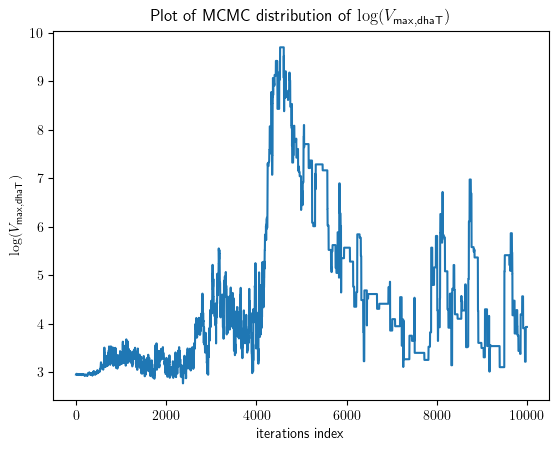 Plot of MCMC distribution of log(V_max,dhaT)
10
9
8
7
6
5
4
3
log(V_max,dhaT)
0 2000 4000 6000 8000 10000
iterations index